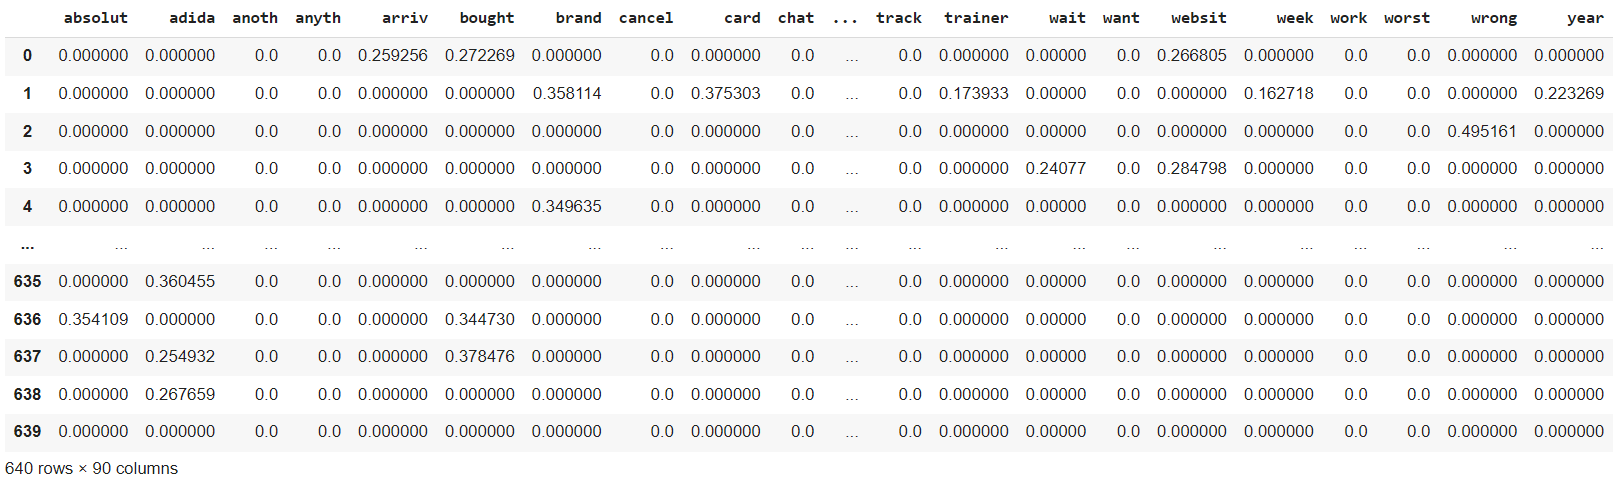 absolut adida anoth anyth arriv bought brand cancel card chat ... track trainer wait want websit week work worst wrong year
0 0.000000 0.000000 0.0 0.0 0.259256 0.272269 0.000000 0.0 0.000000 0.0 ... 0.0 0.000000 0.00000 0.0 0.266805 0.000000 0.0 0.0 0.000000 0.000000
1 0.000000 0.000000 0.0 0.0 0.000000 0.000000 0.358114 0.0 0.375303 0.0 ... 0.0 0.173933 0.00000 0.0 0.000000 0.162718 0.0 0.0 0.000000 0.223269
2 0.000000 0.000000 0.0 0.0 0.000000 0.000000 0.000000 0.0 0.000000 0.0 ... 0.0 0.000000 0.00000 0.0 0.000000 0.000000 0.0 0.0 0.495161 0.000000
3 0.000000 0.000000 0.0 0.0 0.000000 0.000000 0.000000 0.0 0.000000 0.0 ... 0.0 0.000000 0.24077 0.0 0.284798 0.000000 0.0 0.0 0.000000 0.000000
4 0.000000 0.000000 0.0 0.0 0.000000 0.000000 0.349635 0.0 0.000000 0.0 ... 0.0 0.000000 0.00000 0.0 0.000000 0.000000 0.0 0.0 0.000000 0.000000
... ... ... ... ... ... ... ... ... ... ... ... ... ... ... ... ... ... ... ... ... ...
635 0.000000 0.360455 0.0 0.0 0.000000 0.000000 0.000000 0.0 0.000000 0.0 ... 0.0 0.000000 0.00000 0.0 0.000000 0.000000 0.0 0.0 0.000000 0.000000
636 0.354109 0.000000 0.0 0.0 0.000000 0.344730 0.000000 0.0 0.000000 0.0 ... 0.0 0.000000 0.00000 0.0 0.000000 0.000000 0.0 0.0 0.000000 0.000000
637 0.000000 0.254932 0.0 0.0 0.000000 0.378476 0.000000 0.0 0.000000 0.0 ... 0.0 0.000000 0.00000 0.0 0.000000 0.000000 0.0 0.0 0.000000 0.000000
638 0.000000 0.267659 0.0 0.0 0.000000 0.000000 0.000000 0.0 0.000000 0.0 ... 0.0 0.000000 0.00000 0.0 0.000000 0.000000 0.0 0.0 0.000000 0.000000
639 0.000000 0.000000 0.0 0.0 0.000000 0.000000 0.000000 0.0 0.000000 0.0 ... 0.0 0.000000 0.00000 0.0 0.000000 0.000000 0.0 0.0 0.000000 0.000000
640 rows × 90 columns